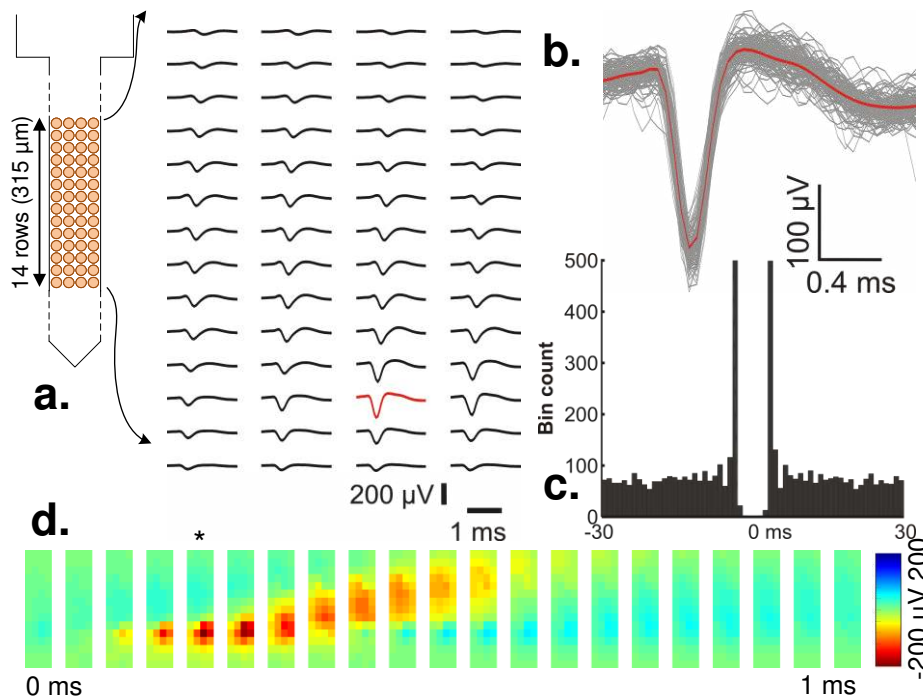 14 rows (315 µm)
a.
200 µV
1 ms
b.
100 µV
0.4 ms
Bin count
500
400
300
200
100
0
-30
0 ms
30
c.
d.
*
0 ms
1 ms
-200 µV 200